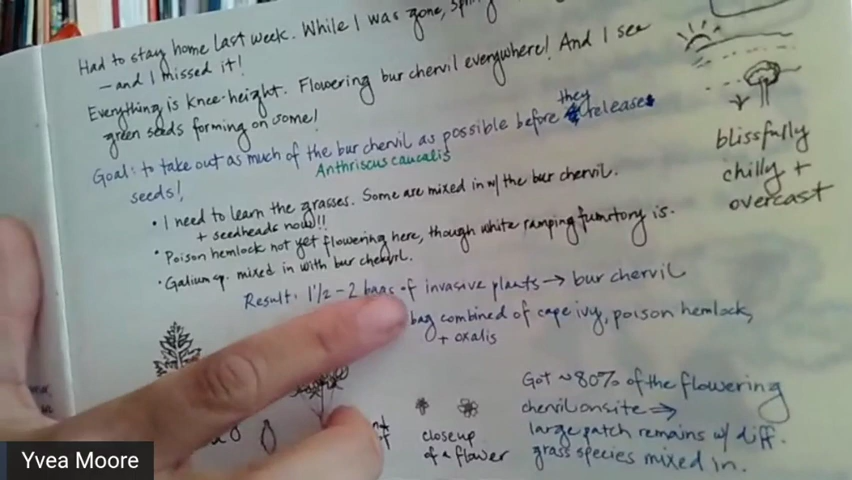 Had to stay home last week. While I was gone,
- and I missed it!
Everything is knee-height. Flowering bur chervil everywhere! And I see
green seeds forming on some!
Goal: to take out as much of the bur chervil as possible before they release
Anthriscus caucalis
seeds!
• I need to learn the grasses. Some are mixed in w/ the bur chervil.
+ seedheads now!!
• Poison hemlock not yet flowering here, though white ramping fumitory is.
• Galium sp. mixed in with bur chervil.
Result: 1½-2 bags of invasive plants → bur chervil
bag combined of cape ivy, poison hemlock,
+ oxalis
blissfully
chilly +
overcast
closeup
of a flower
Got ~80% of the flowering
chervil onsite ⇒
large patch remains w/ diff.
grass species mixed in.
Yvea Moore